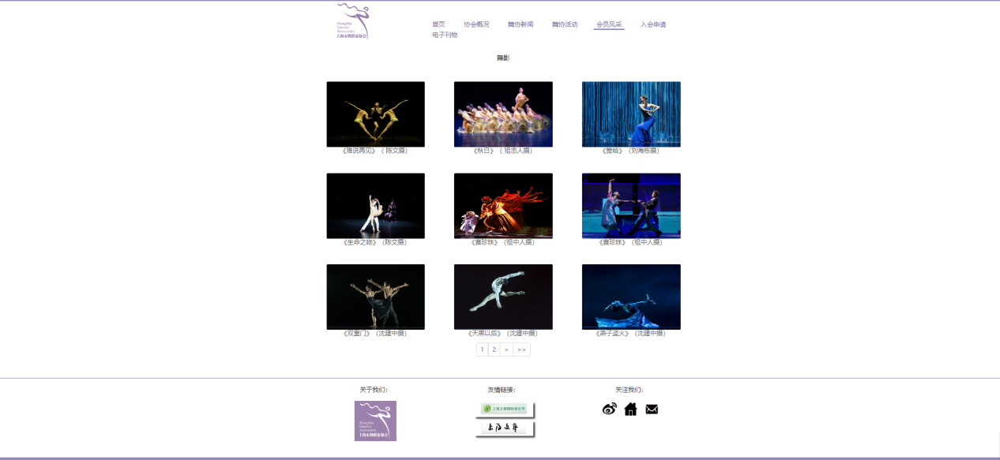 ShangHai
Dancers'
Association
上海市舞蹈家协会
首页 协会概况 舞协新闻 舞协活动 会员风采 入会申请
电子刊物
舞影
《难说再见》（ 陈文摄） 《秋日》（ 祖忠人摄） 《赞哈》（刘海栋摄）
《生命之吻》（陈文摄） 《赛珍珠》（祖中人摄） 《赛珍珠》（祖中人摄）
《双重门》（沈建中摄） 《天黑以后》（沈建中摄） 《燕子盗火》（沈建中摄）
1 2 > >>
关于我们： 友情链接： 关注我们：
ShangHai
Dancers'
Association
上海市舞蹈家协会
上海文艺